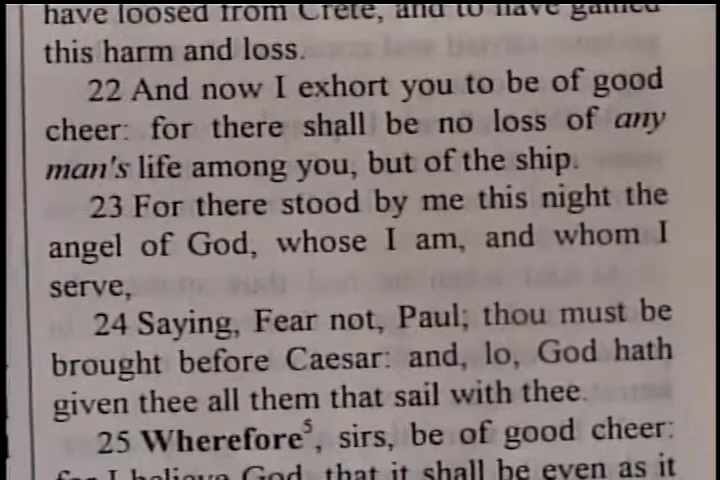 have loosed from Crete, and to have gained
this harm and loss.
22 And now I exhort you to be of good
cheer: for there shall be no loss of any
man's life among you, but of the ship.
23 For there stood by me this night the
angel of God, whose I am, and whom I
serve,
24 Saying, Fear not, Paul; thou must be
brought before Caesar: and, lo, God hath
given thee all them that sail with thee.
25 Wherefore⁵, sirs, be of good cheer:
for I believe God, that it shall be even as it